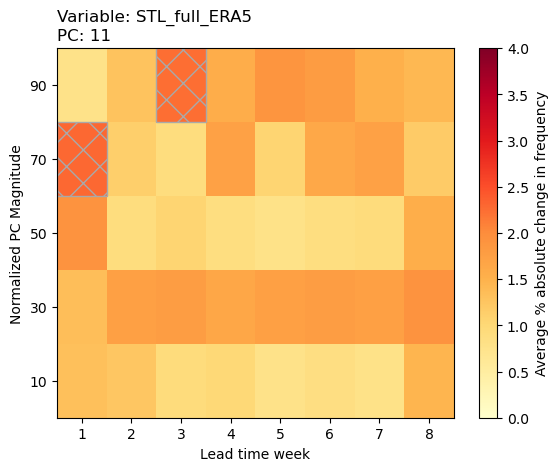 Variable: STL_full_ERA5
PC: 11
90
70
50
30
10
Normalized PC Magnitude
1 2 3 4 5 6 7 8
Lead time week
4.0
3.5
3.0
2.5
2.0
1.5
1.0
0.5
0.0
Average % absolute change in frequency